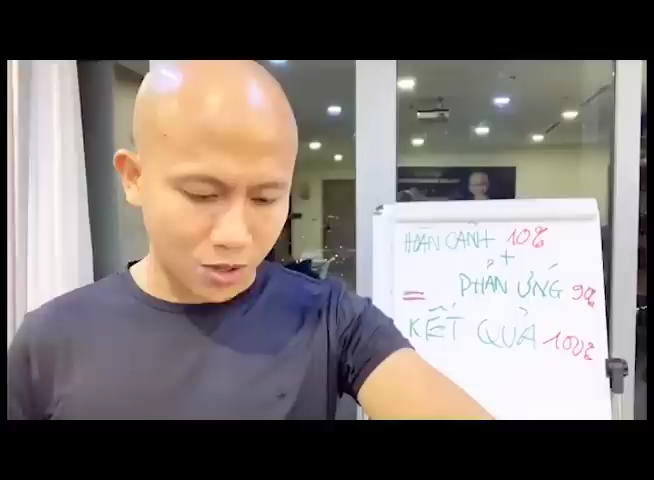 HOÀN CẢNH 10%
+
PHẢN ỨNG 90
=
KẾT QUẢ 100%